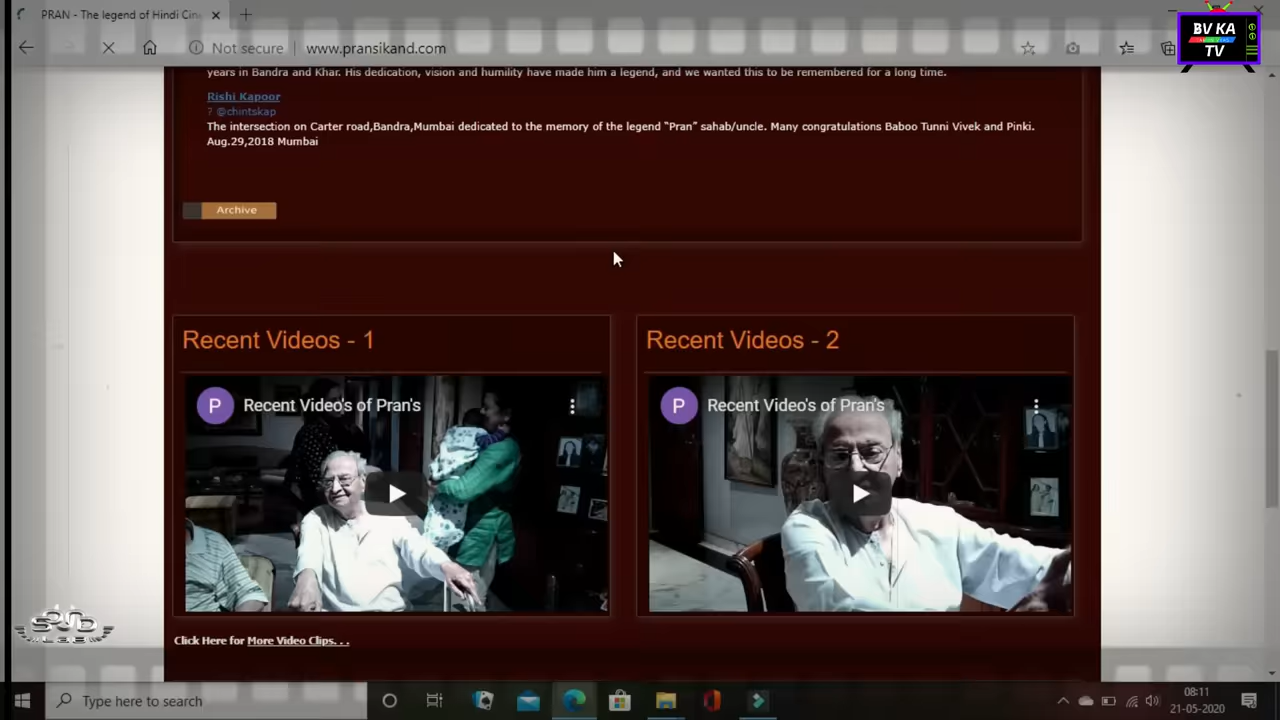 PRAN - The legend of Hindi Cin
Not secure
www.pransikand.com
BV KA
TV
years in Bandra and Khar. His dedication, vision and humility have made him a legend, and we wanted this to be remembered for a long time.
Rishi Kapoor
? @chintskap
The intersection on Carter road,Bandra,Mumbai dedicated to the memory of the legend “Pran” sahab/uncle. Many congratulations Baboo Tunni Vivek and Pinki.
Aug.29,2018 Mumbai
Archive
Recent Videos - 1
Recent Videos - 2
P Recent Video's of Pran's
P Recent Video's of Pran's
Click Here for More Video Clips. . .
SOUND
LAB
Type here to search
08:11
21-05-2020